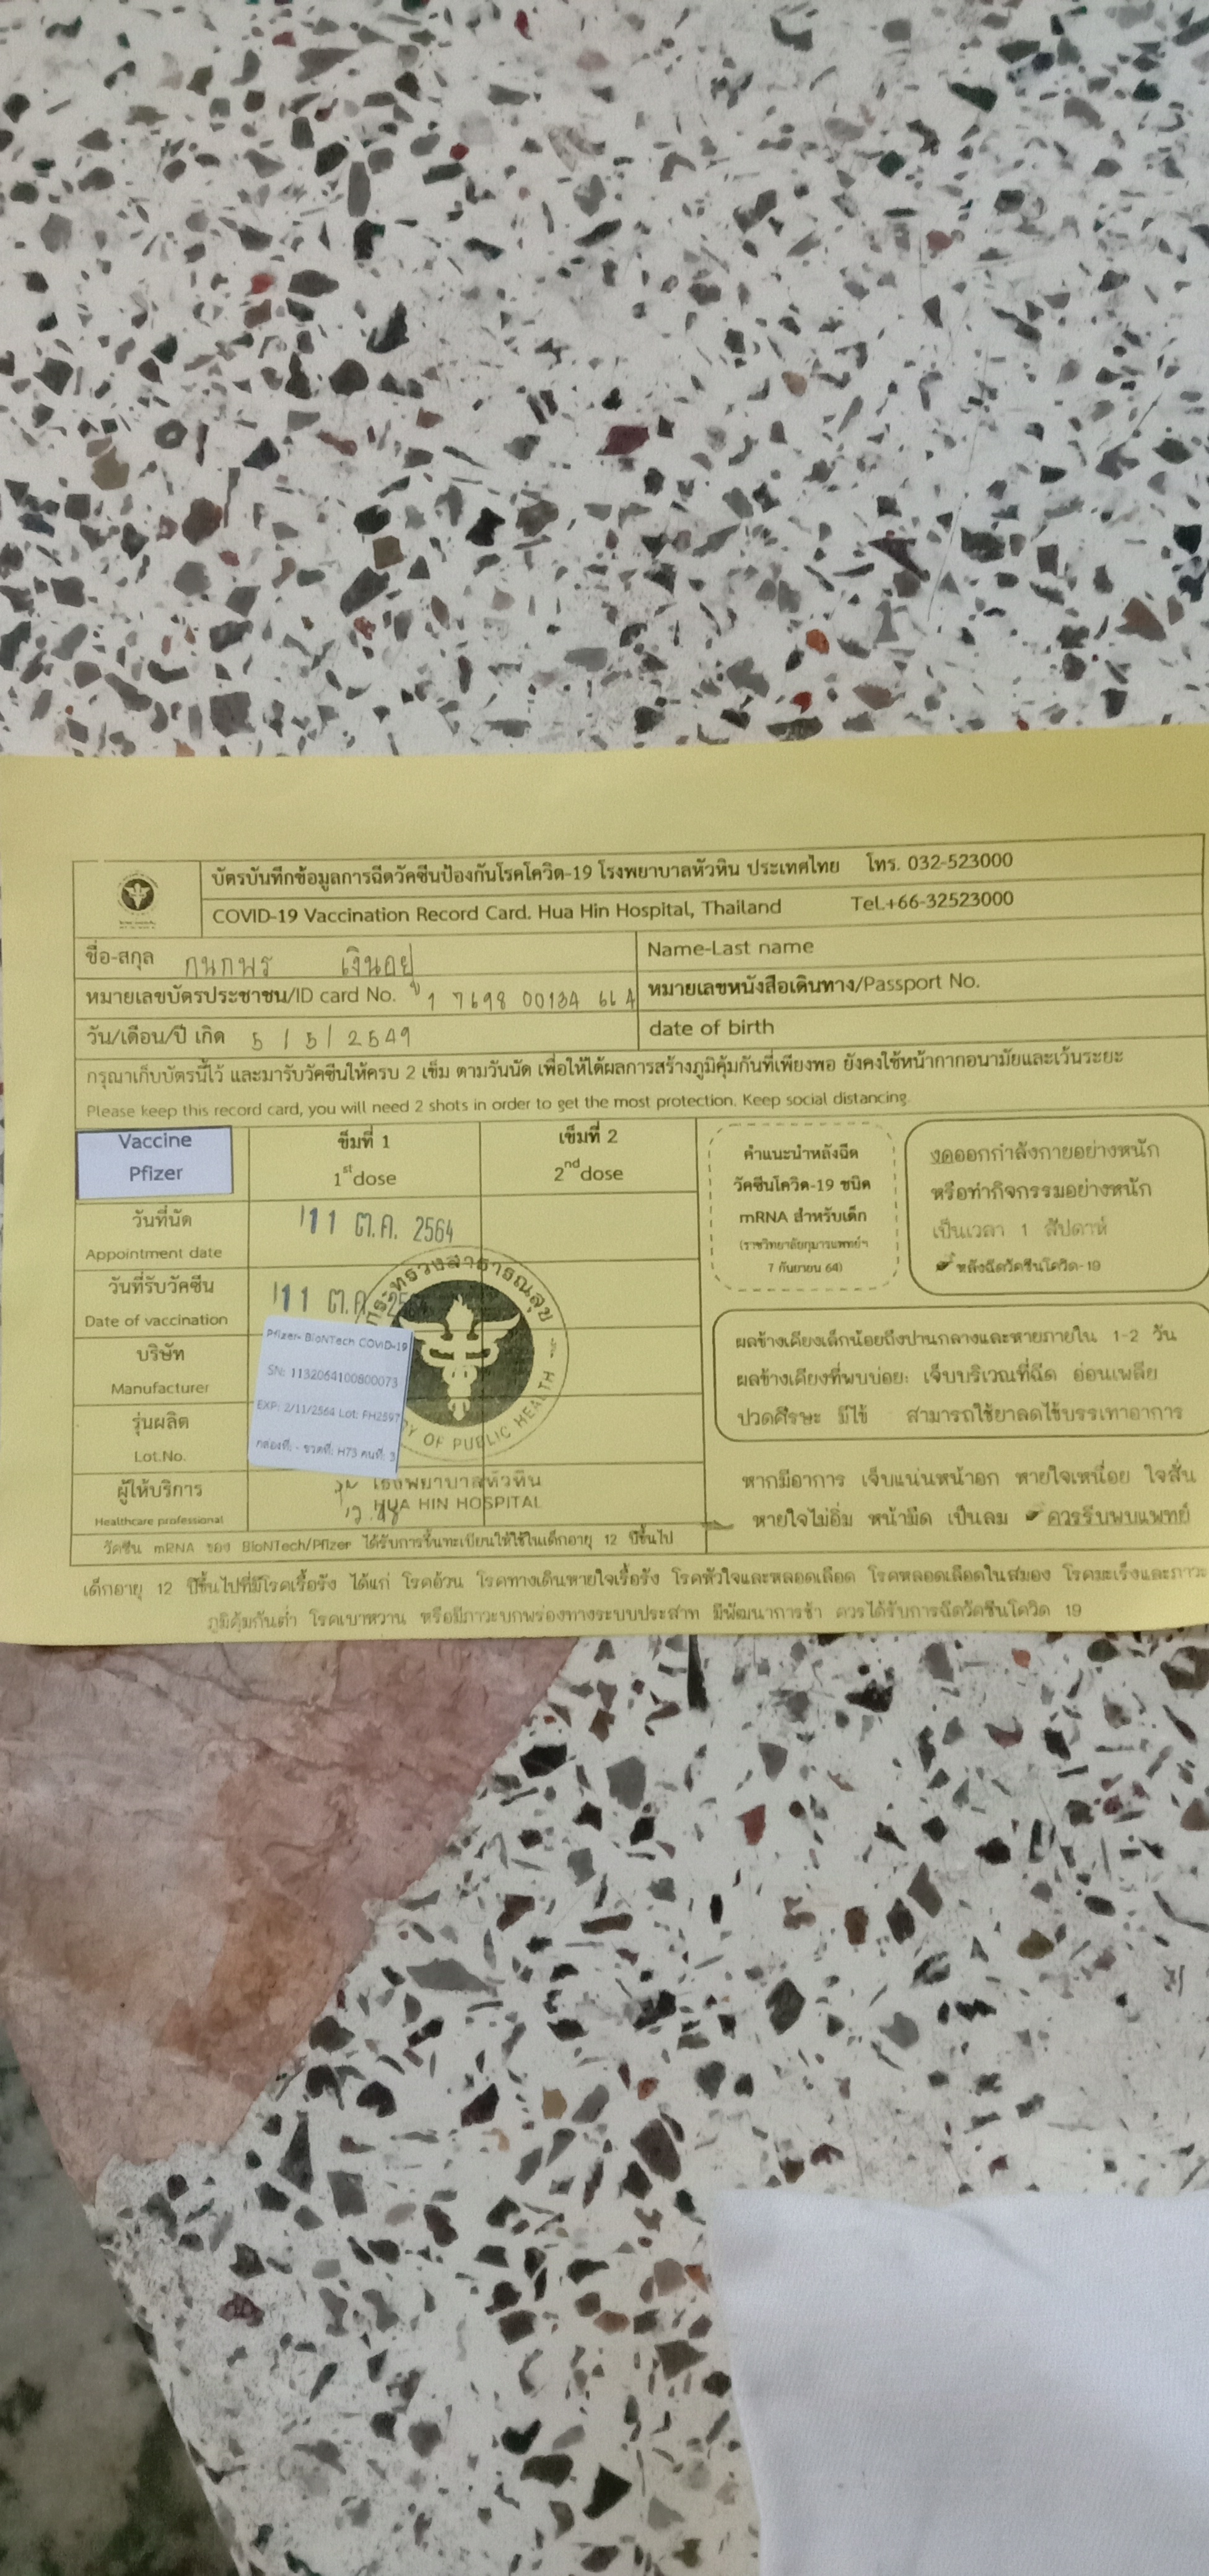 บัตรบันทึกข้อมูลการฉีดวัคซีนป้องกันโรคโควิด-19 โรงพยาบาลหัวหิน ประเทศไทย โทร. 032-523000
COVID-19 Vaccination Record Card. Hua Hin Hospital, Thailand Tel.+66-32523000
ชื่อ-สกุล กนกพร เงินอยู่ Name-Last name
หมายเลขบัตรประชาชน/ID card No. 1 7698 00134 66 4 หมายเลขหนังสือเดินทาง/Passport No.
วัน/เดือน/ปี เกิด 5 / 5 / 2549 date of birth
กรุณาเก็บบัตรนี้ไว้ และมารับวัคซีนให้ครบ 2 เข็ม ตามวันนัด เพื่อให้ได้ผลการสร้างภูมิคุ้มกันที่เพียงพอ ยังคงใช้หน้ากากอนามัยและเว้นระยะ
Please keep this record card, you will need 2 shots in order to get the most protection. Keep social distancing.
Vaccine
Pfizer
ข็มที่ 1
1st dose
เข็มที่ 2
2nd dose
วันที่นัด
Appointment date
11 ต.ค. 2564
วันที่รับวัคซีน
Date of vaccination
11 ต.ค.
บริษัท
Manufacturer
รุ่นผลิต
Lot.No.
ผู้ให้บริการ
Healthcare professional
Pfizer- BioNTech COVID-19
SN: 1132064100800073
EXP: 2/11/2564 Lot: FH2597
กล่องที่: - ขวดที่: H73 คนที่: 3
กระทรวงสาธารณสุข
OF PUBLIC HEALTH
โรงพยาบาลหัวหิน
HUA HIN HOSPITAL
วัคซีน mRNA ของ BioNTech/Pfizer ได้รับการขึ้นทะเบียนให้ใช้ในเด็กอายุ 12 ปีขึ้นไป
คำแนะนำหลังฉีด
วัคซีนโควิด-19 ชนิด
mRNA สำหรับเด็ก
(ราชวิทยาลัยกุมารแพทย์ฯ
7 กันยายน 64)
งดออกกำลังกายอย่างหนัก
หรือทำกิจกรรมอย่างหนัก
เป็นเวลา 1 สัปดาห์
หลังฉีดวัคซีนโควิด-19
ผลข้างเคียงเล็กน้อยถึงปานกลางและหายภายใน 1-2 วัน
ผลข้างเคียงที่พบบ่อย: เจ็บบริเวณที่ฉีด อ่อนเพลีย
ปวดศีรษะ มีไข้ สามารถใช้ยาลดไข้บรรเทาอาการ
หากมีอาการ เจ็บแน่นหน้าอก หายใจเหนื่อย ใจสั่น
หายใจไม่อิ่ม หน้ามืด เป็นลม ควรรีบพบแพทย์
เด็กอายุ 12 ปีขึ้นไปที่มีโรคเรื้อรัง ได้แก่ โรคอ้วน โรคทางเดินหายใจเรื้อรัง โรคหัวใจและหลอดเลือด โรคหลอดเลือดในสมอง โรคมะเร็งและภาวะ
ภูมิคุ้มกันต่ำ โรคเบาหวาน หรือมีภาวะบกพร่องทางระบบประสาท มีพัฒนาการช้า ควรได้รับการฉีดวัคซีนโควิด 19